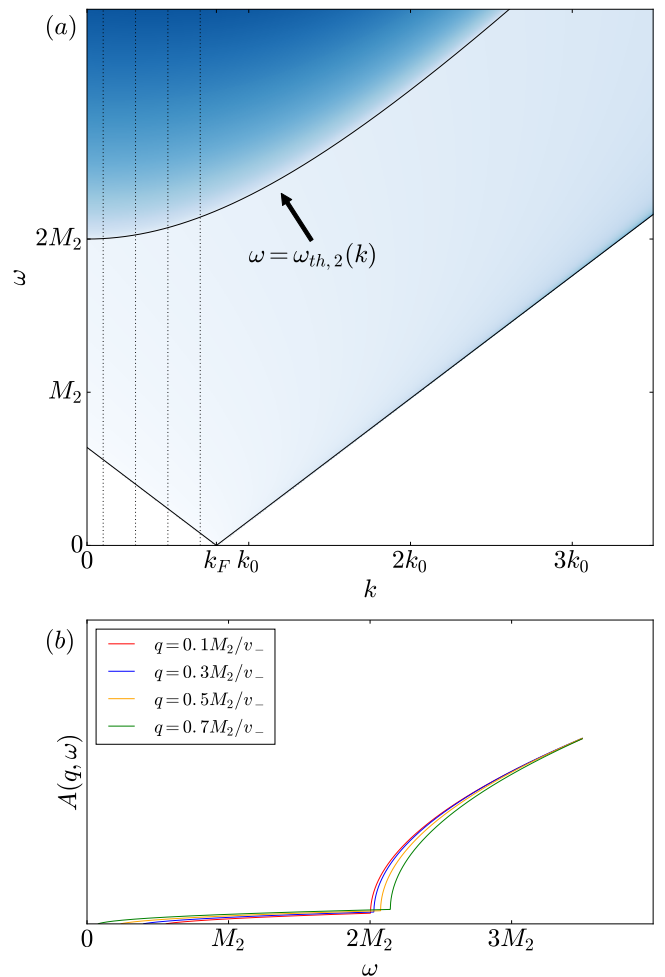 (a)
2M₂
ω = ω_{th, 2}(k)
ω
M₂
0
0 k_F k₀ 2k₀ 3k₀
k
(b)
q = 0.1M₂/v₋
q = 0.3M₂/v₋
q = 0.5M₂/v₋
q = 0.7M₂/v₋
A(q, ω)
0 M₂ 2M₂ 3M₂
ω